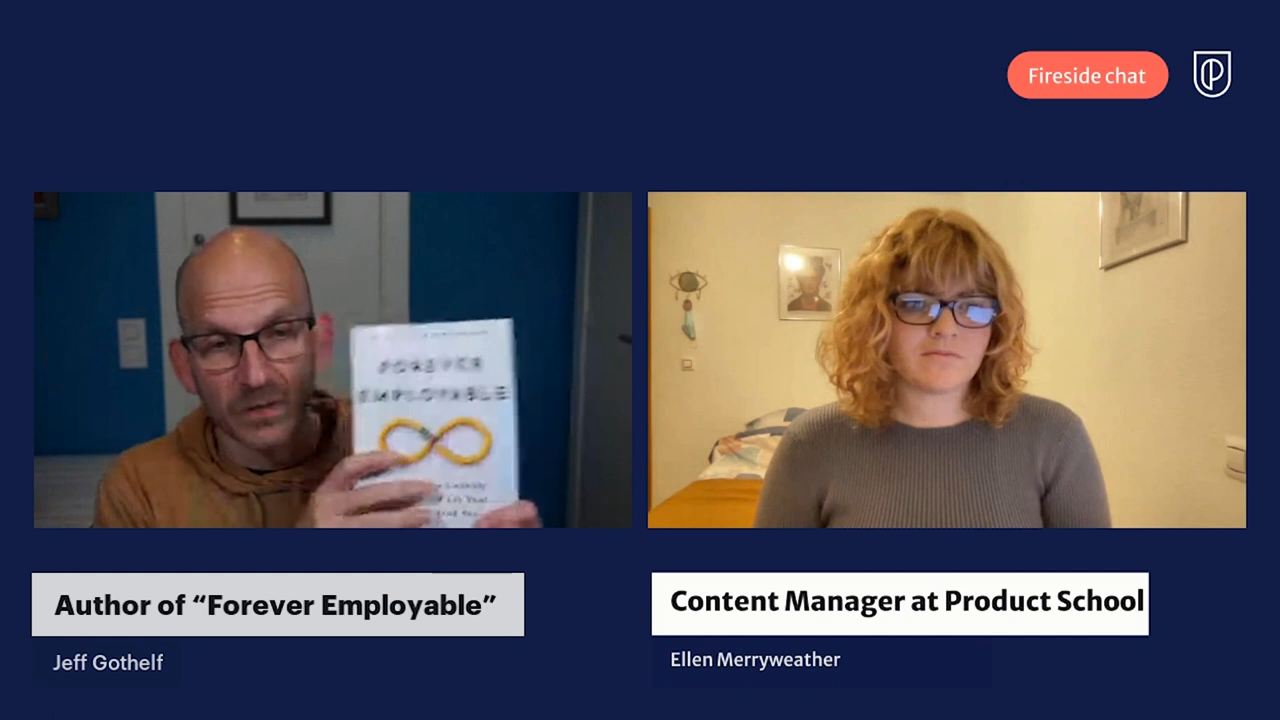 Fireside chat
FOREVER
EMPLOYABLE
Author of “Forever Employable”
Content Manager at Product School
Jeff Gothelf
Ellen Merryweather